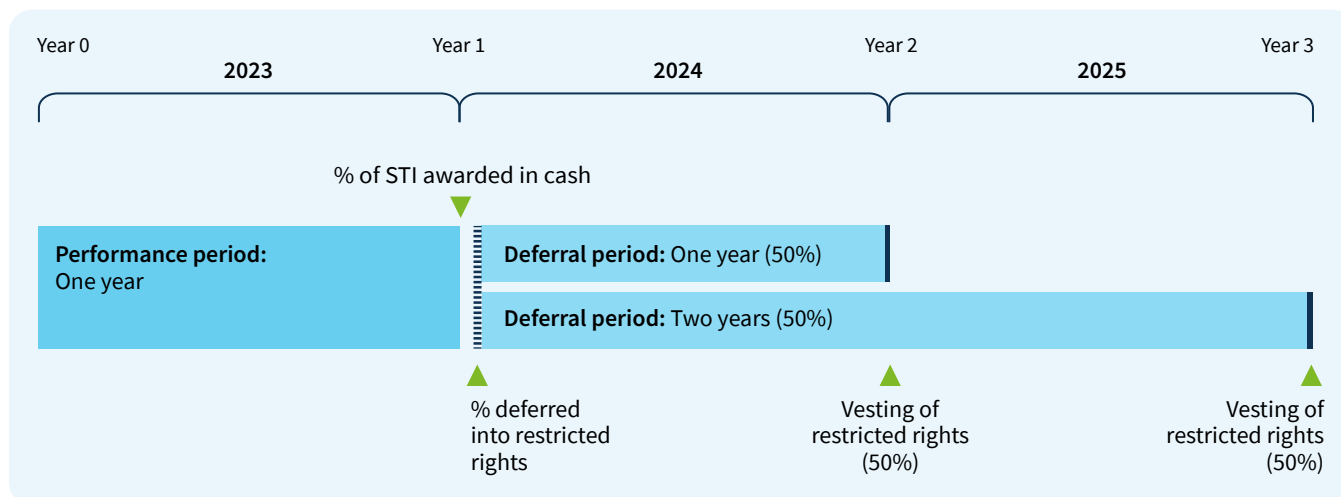 Year 0
Year 1
Year 2
Year 3
2023
2024
2025
% of STI awarded in cash
Performance period:
One year
Deferral period: One year (50%)
Deferral period: Two years (50%)
% deferred
into restricted
rights
Vesting of
restricted rights
(50%)
Vesting of
restricted rights
(50%)